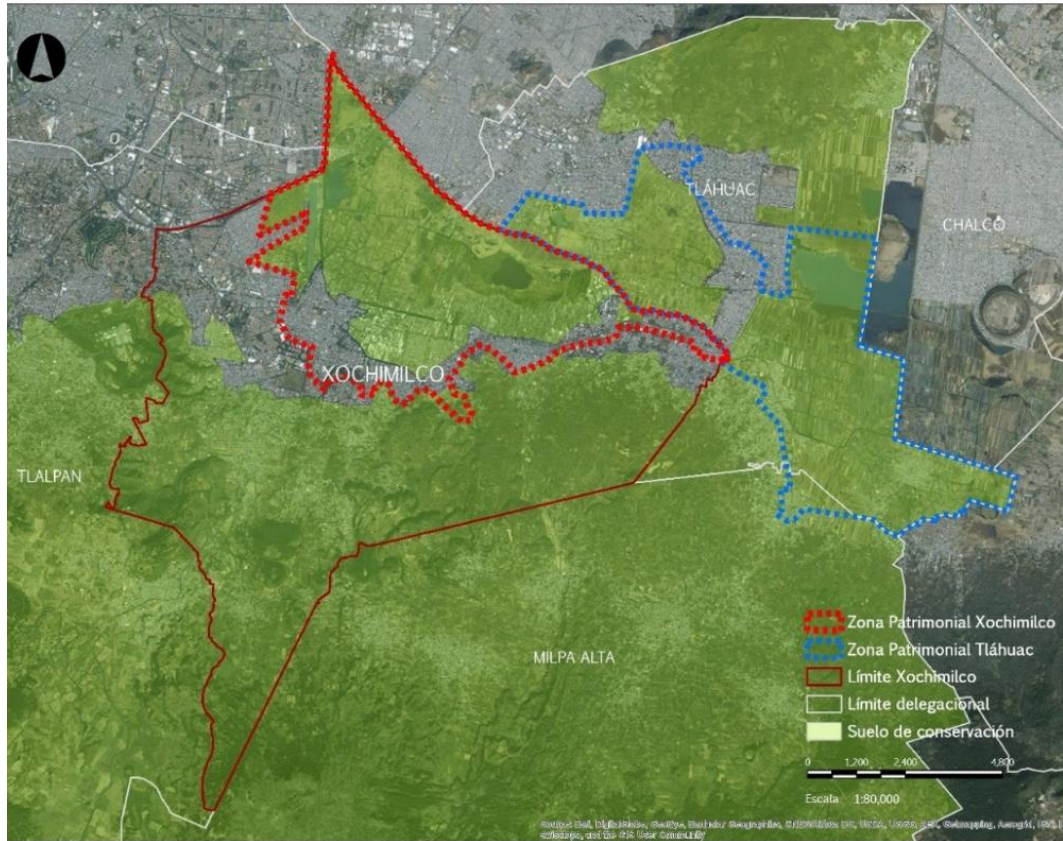 TLÁHUAC
CHALCO
XOCHIMILCO
TLALPAN
MILPA ALTA
Zona Patrimonial Xochimilco
Zona Patrimonial Tláhuac
Límite Xochimilco
Límite delegacional
Suelo de conservación
0 1,200 2,400 4,800
Escala 1:80,000